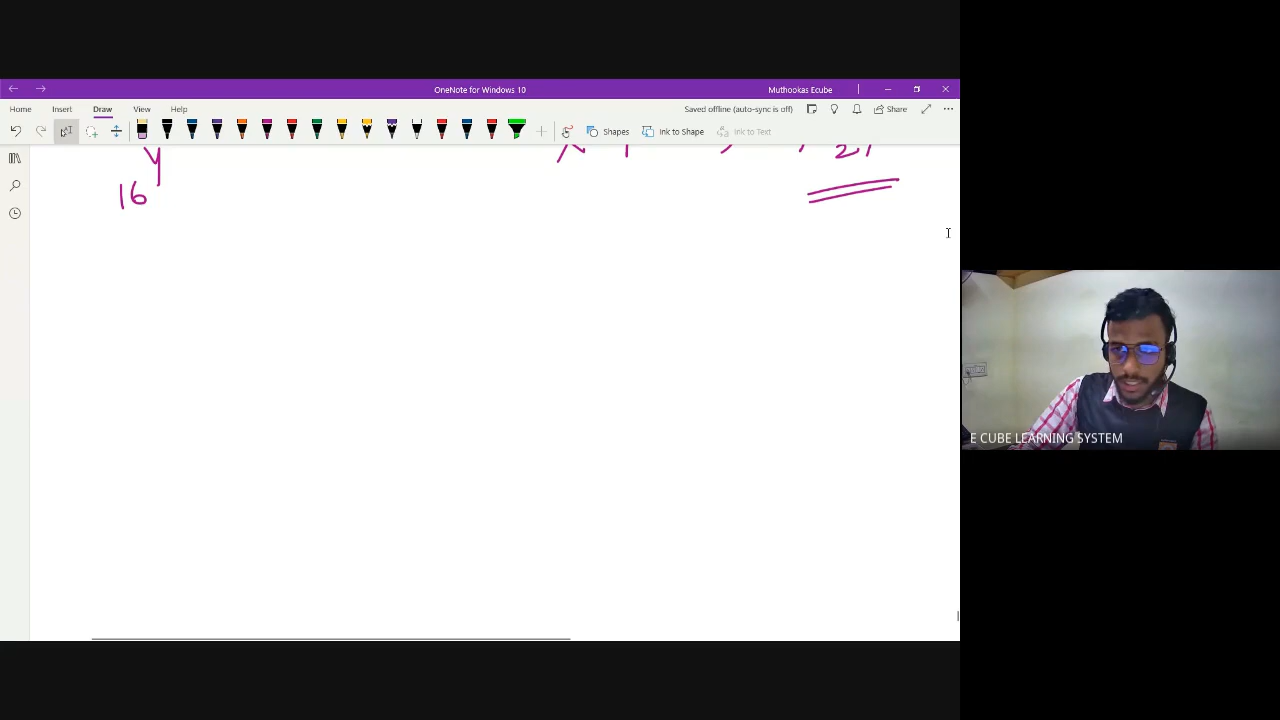 OneNote for Windows 10
Muthookas Ecube
Home Insert Draw View Help
Saved offline (auto-sync is off)
Share
Shapes
Ink to Shape
Ink to Text
y
16
E CUBE LEARNING SYSTEM